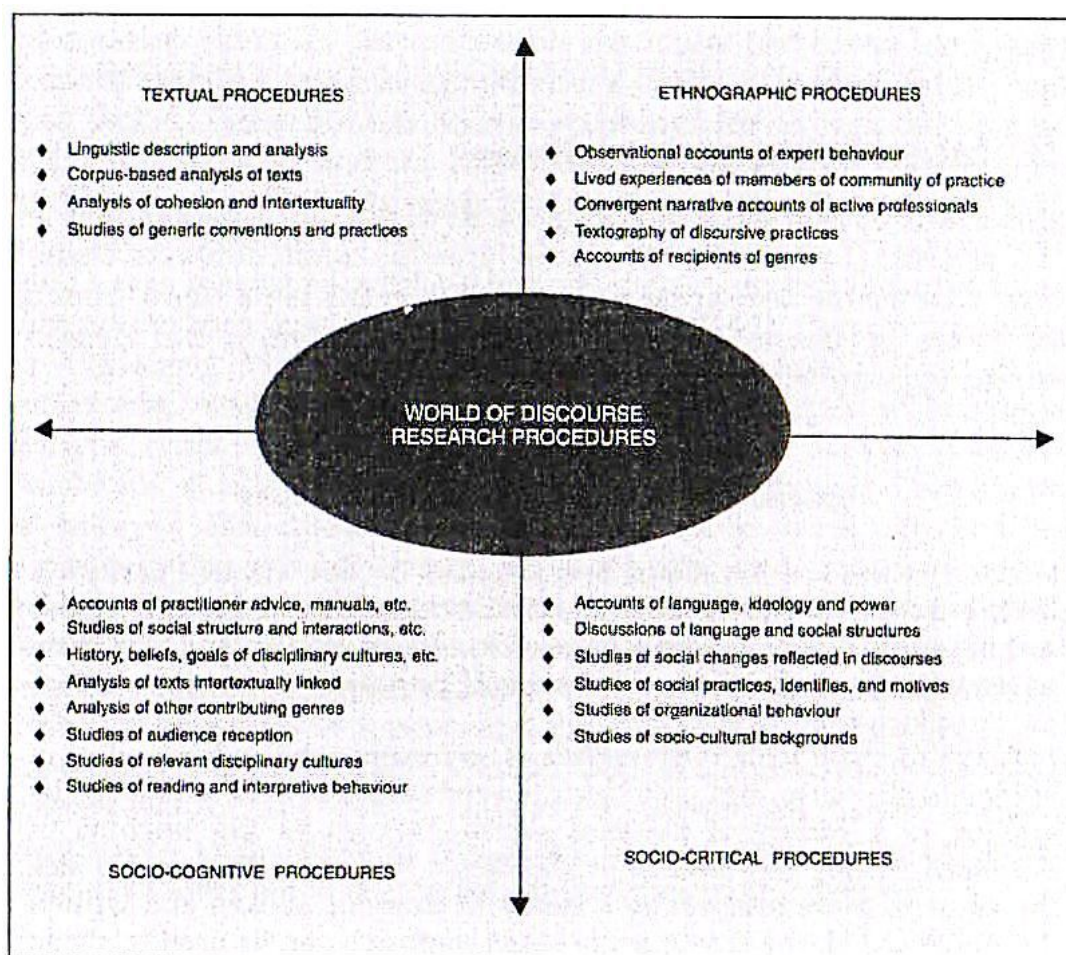 TEXTUAL PROCEDURES
♦ Linguistic description and analysis
♦ Corpus-based analysis of texts
♦ Analysis of cohesion and Intertextuality
♦ Studies of generic conventions and practices
ETHNOGRAPHIC PROCEDURES
♦ Observational accounts of expert behaviour
♦ Lived experiences of memebers of community of practice
♦ Convergent narrative accounts of active professionals
♦ Textography of discursive practices
♦ Accounts of recipients of genres
WORLD OF DISCOURSE
RESEARCH PROCEDURES
♦ Accounts of practitioner advice, manuals, etc.
♦ Studies of social structure and interactions, etc.
♦ History, beliefs, goals of disciplinary cultures, etc.
♦ Analysis of texts intertextually linked
♦ Analysis of other contributing genres
♦ Studies of audience reception
♦ Studies of relevant disciplinary cultures
♦ Studies of reading and interpretive behaviour
SOCIO-COGNITIVE PROCEDURES
♦ Accounts of language, ideology and power
♦ Discussions of language and social structures
♦ Studies of social changes reflected in discourses
♦ Studies of social practices, identifies, and motives
♦ Studies of organizational behaviour
♦ Studies of socio-cultural backgrounds
SOCIO-CRITICAL PROCEDURES